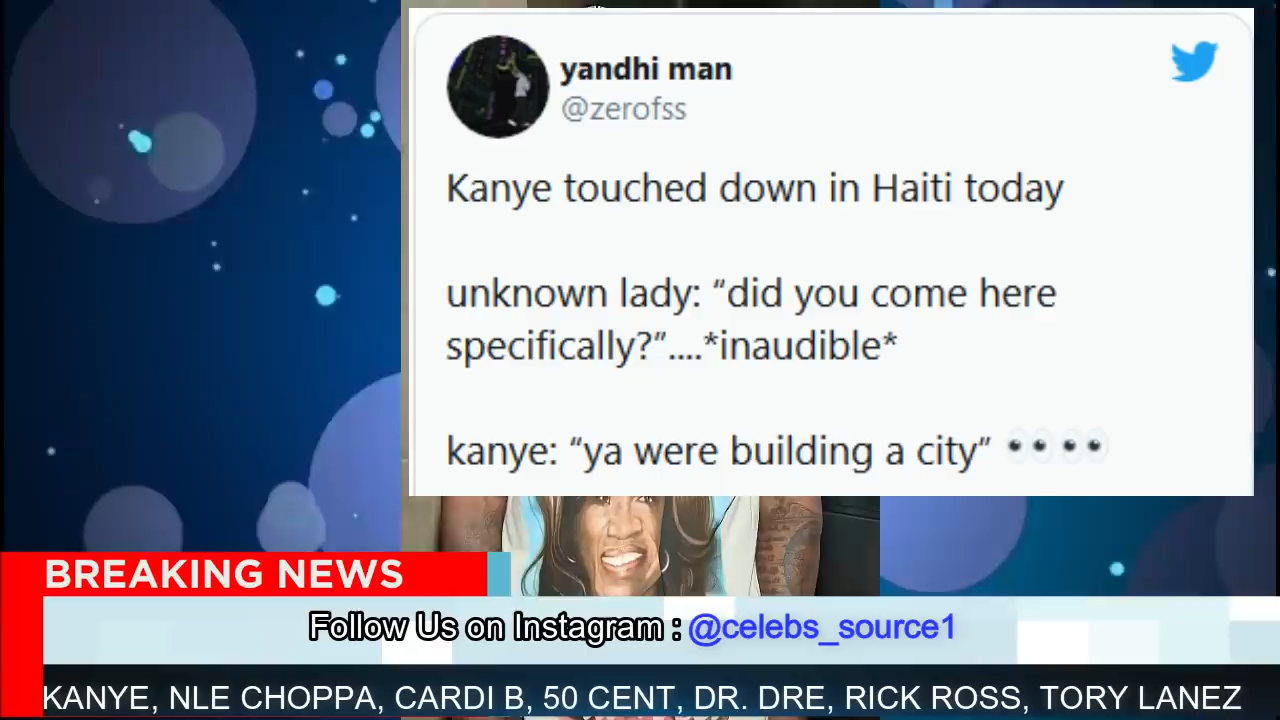 yandhi man
@zerofss
Kanye touched down in Haiti today
unknown lady: “did you come here
specifically?”....*inaudible*
kanye: “ya were building a city” 👀👀
BREAKING NEWS
Follow Us on Instagram : @celebs_source1
KANYE, NLE CHOPPA, CARDI B, 50 CENT, DR. DRE, RICK ROSS, TORY LANEZ